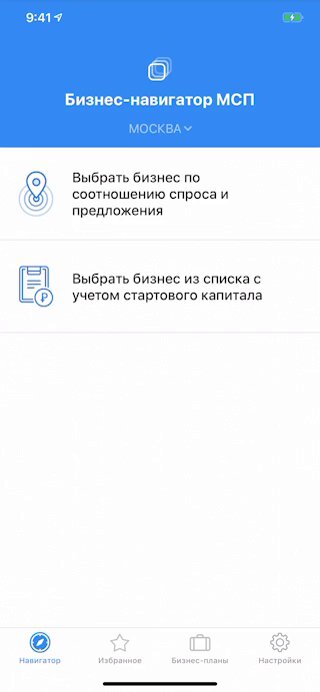 9:41
Бизнес-навигатор МСП
МОСКВА
Выбрать бизнес по
соотношению спроса и
предложения
Выбрать бизнес из списка с
учетом стартового капитала
₽
Навигатор
Избранное
Бизнес-планы
Настройки